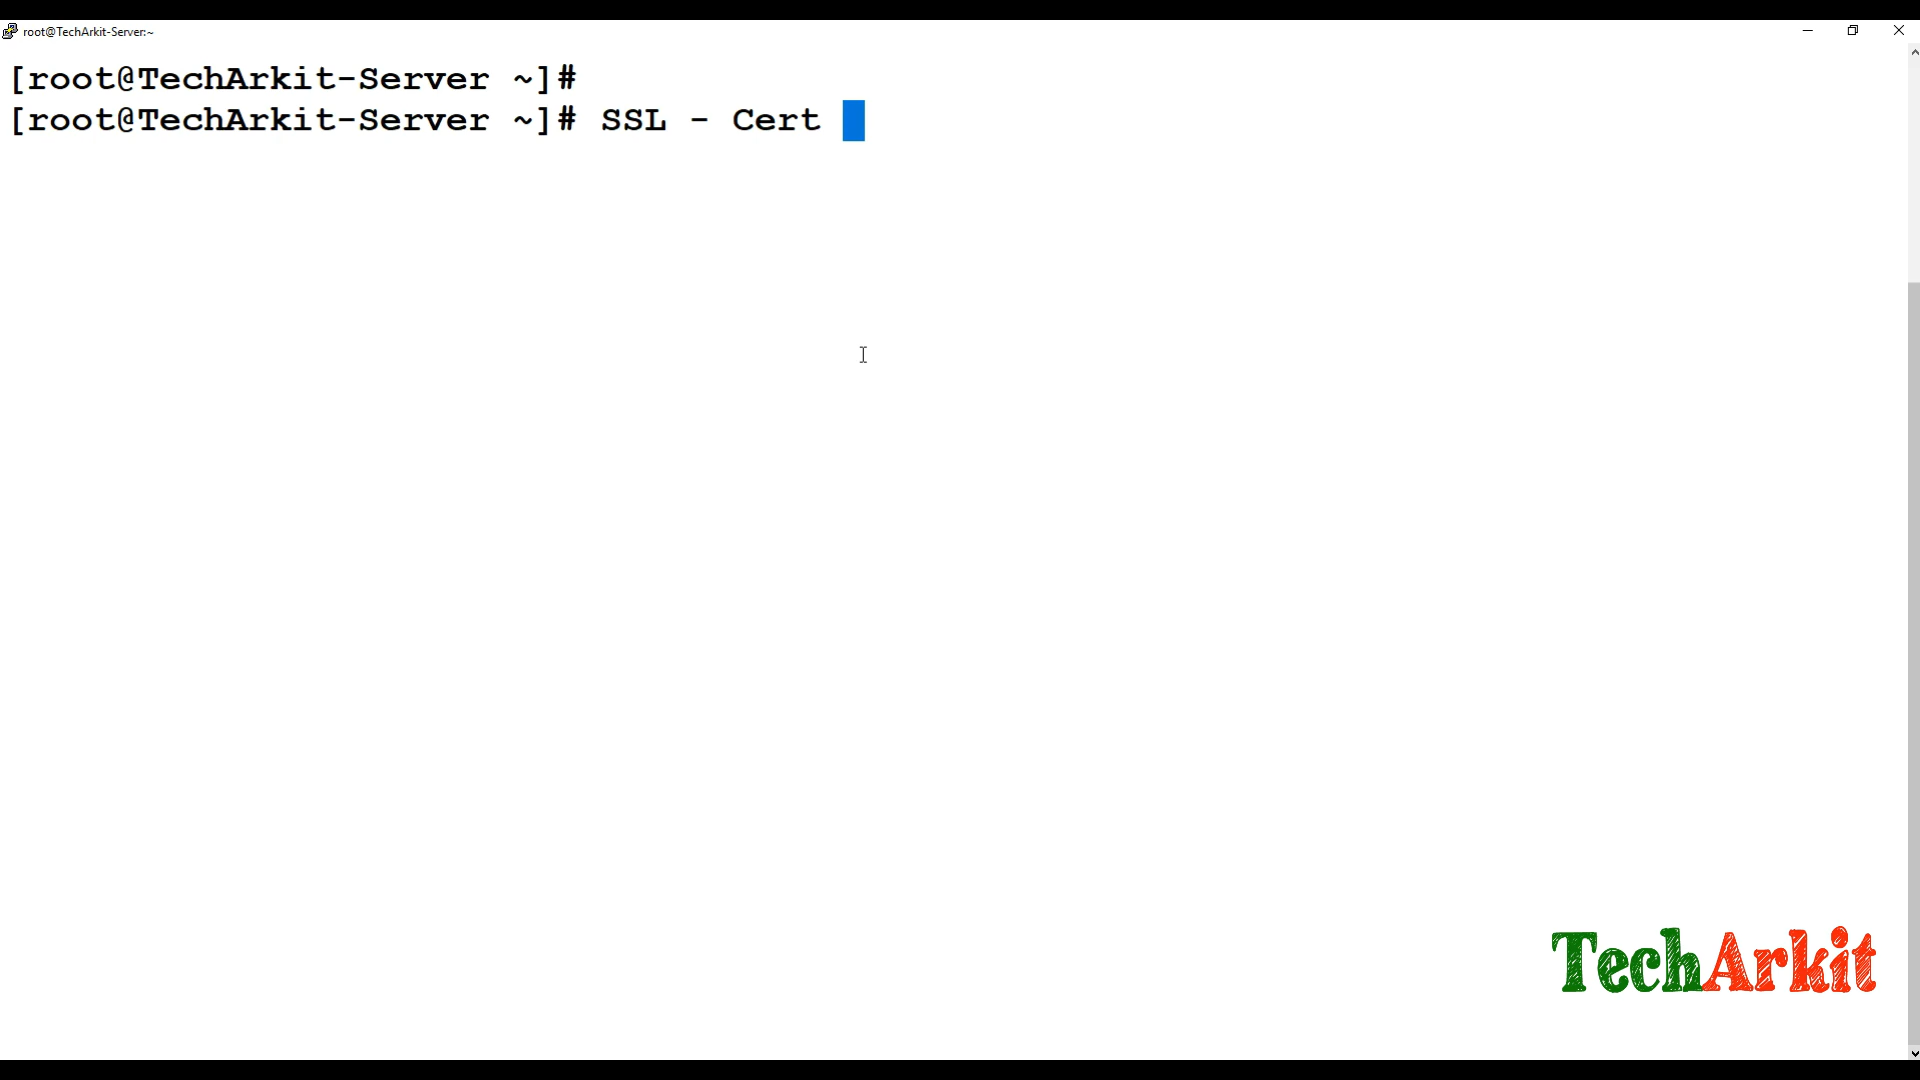 root@TechArkit-Server:~
[root@TechArkit-Server ~]#
[root@TechArkit-Server ~]# SSL - Cert
TechArkit